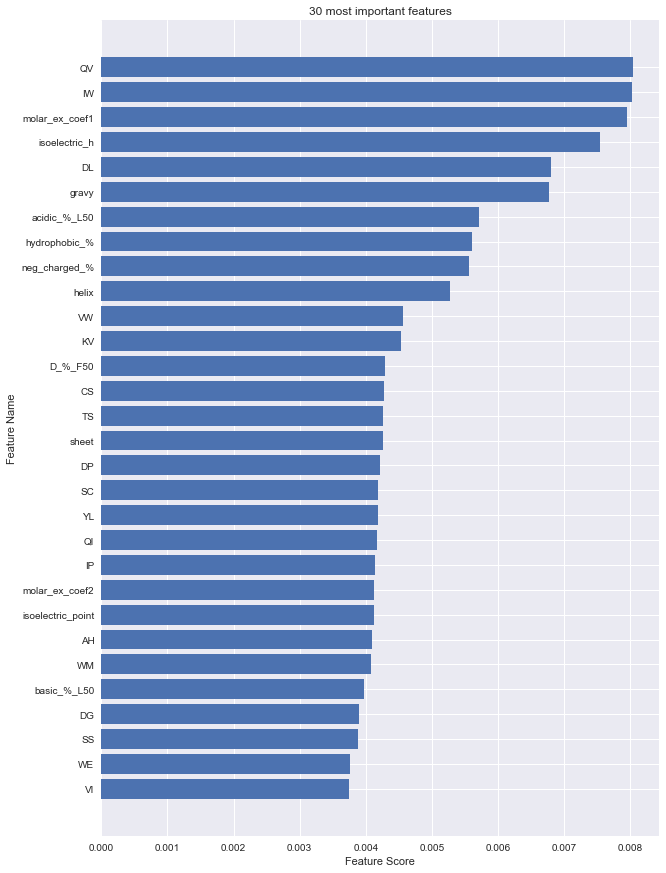 30 most important features
QV
IW
molar_ex_coef1
isoelectric_h
DL
gravy
acidic_%_L50
hydrophobic_%
neg_charged_%
helix
VW
KV
D_%_F50
CS
TS
sheet
DP
SC
YL
QI
IP
molar_ex_coef2
isoelectric_point
AH
WM
basic_%_L50
DG
SS
WE
VI
Feature Name
0.000 0.001 0.002 0.003 0.004 0.005 0.006 0.007 0.008
Feature Score